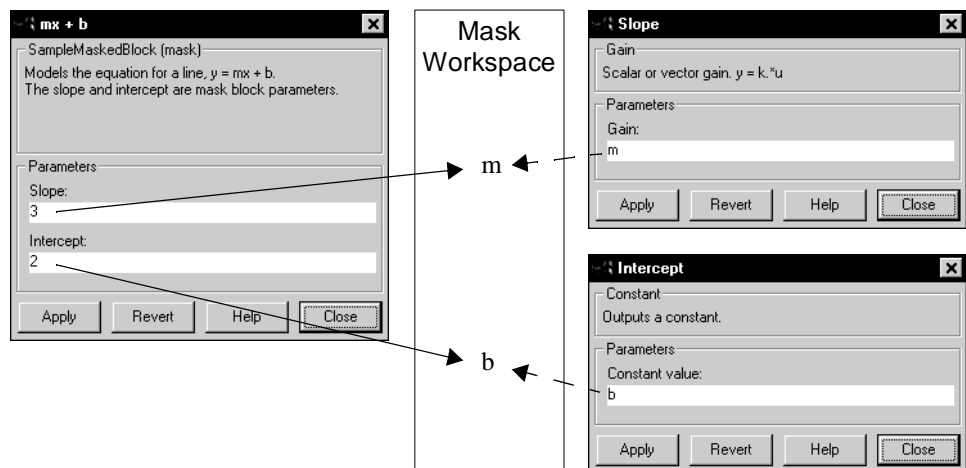 mx + b
SampleMaskedBlock (mask)
Models the equation for a line, y = mx + b.
The slope and intercept are mask block parameters.
Parameters
Slope:
3
Intercept:
2
Apply Revert Help Close
Mask
Workspace
m
b
Slope
Gain
Scalar or vector gain. y = k.*u
Parameters
Gain:
m
Apply Revert Help Close
Intercept
Constant
Outputs a constant.
Parameters
Constant value:
b
Apply Revert Help Close